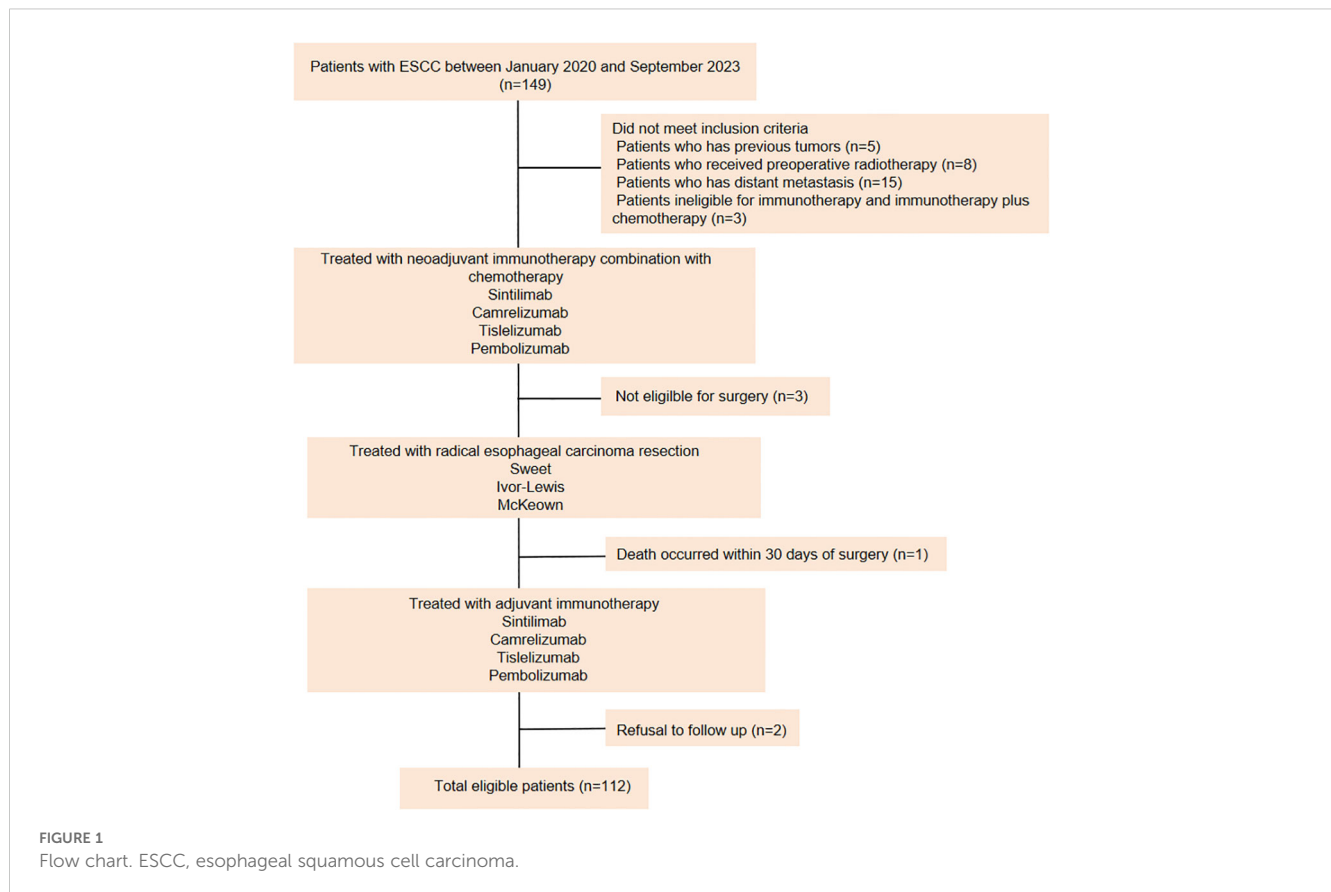 Patients with ESCC between January 2020 and September 2023
(n=149)
Did not meet inclusion criteria
Patients who has previous tumors (n=5)
Patients who received preoperative radiotherapy (n=8)
Patients who has distant metastasis (n=15)
Patients ineligible for immunotherapy and immunotherapy plus
chemotherapy (n=3)
Treated with neoadjuvant immunotherapy combination with
chemotherapy
Sintilimab
Camrelizumab
Tislelizumab
Pembolizumab
Not eligilble for surgery (n=3)
Treated with radical esophageal carcinoma resection
Sweet
Ivor-Lewis
McKeown
Death occurred within 30 days of surgery (n=1)
Treated with adjuvant immunotherapy
Sintilimab
Camrelizumab
Tislelizumab
Pembolizumab
Refusal to follow up (n=2)
Total eligible patients (n=112)
FIGURE 1
Flow chart. ESCC, esophageal squamous cell carcinoma.